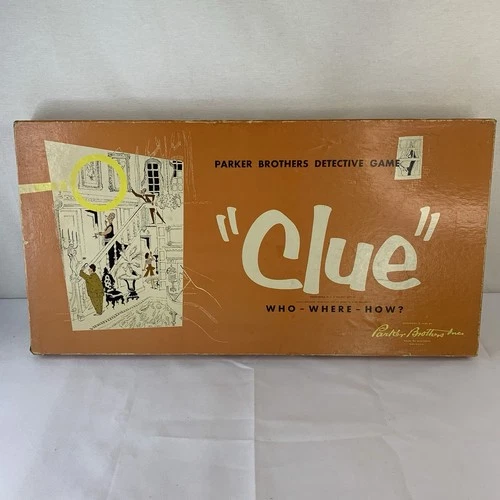 PARKER BROTHERS DETECTIVE GAME
"Clue"
WHO - WHERE - HOW?
Parker Brothers Inc.